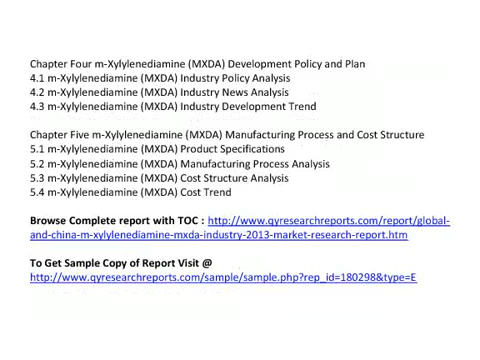 Chapter Four m-Xylylenediamine (MXDA) Development Policy and Plan
4.1 m-Xylylenediamine (MXDA) Industry Policy Analysis
4.2 m-Xylylenediamine (MXDA) Industry News Analysis
4.3 m-Xylylenediamine (MXDA) Industry Development Trend
Chapter Five m-Xylylenediamine (MXDA) Manufacturing Process and Cost Structure
5.1 m-Xylylenediamine (MXDA) Product Specifications
5.2 m-Xylylenediamine (MXDA) Manufacturing Process Analysis
5.3 m-Xylylenediamine (MXDA) Cost Structure Analysis
5.4 m-Xylylenediamine (MXDA) Cost Trend
Browse Complete report with TOC : http://www.qyresearchreports.com/report/global-
and-china-m-xylylenediamine-mxda-industry-2013-market-research-report.htm
To Get Sample Copy of Report Visit @
http://www.qyresearchreports.com/sample/sample.php?rep_id=180298&type=E